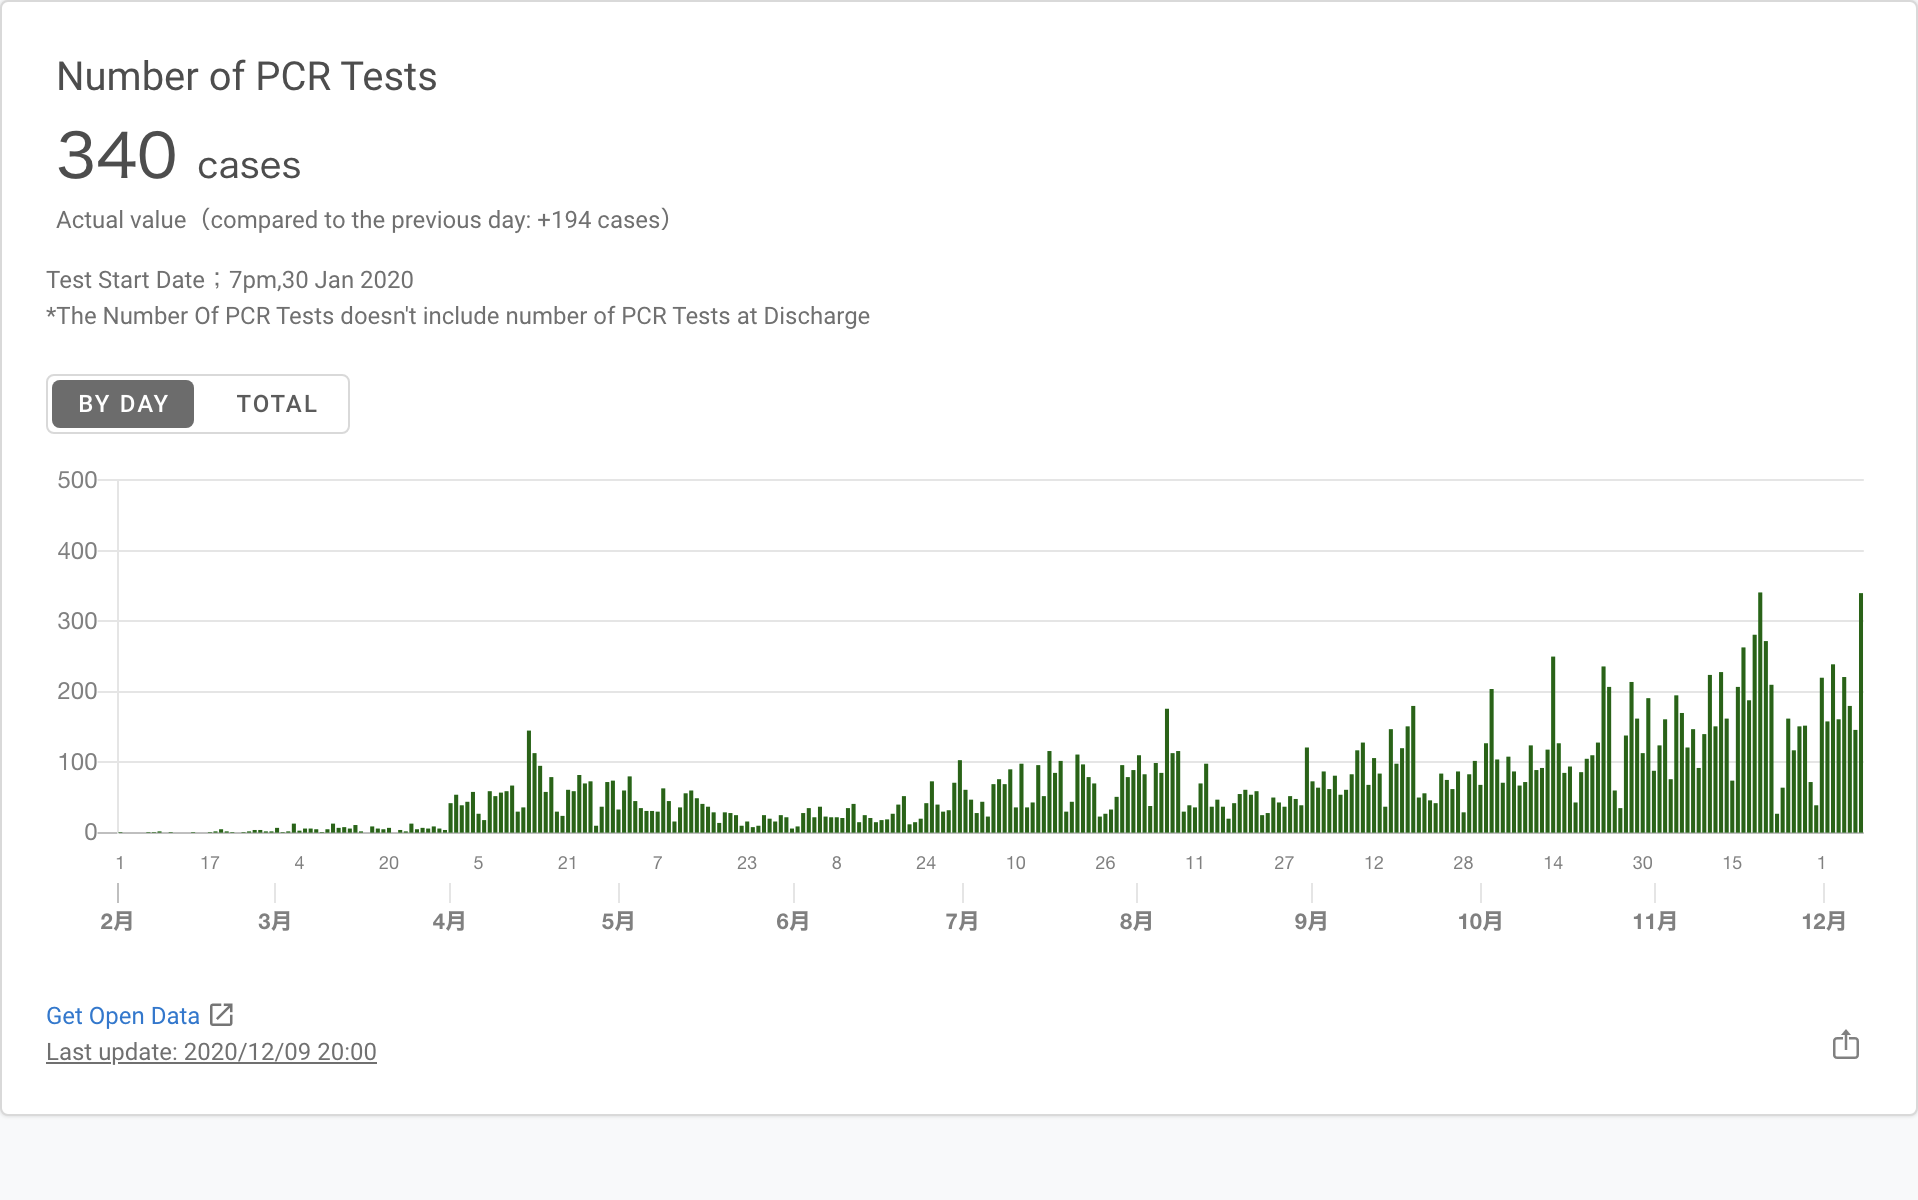 Number of PCR Tests
340 cases
Actual value（compared to the previous day: +194 cases）
Test Start Date；7pm,30 Jan 2020
*The Number Of PCR Tests doesn't include number of PCR Tests at Discharge
BY DAY TOTAL
500
400
300
200
100
0
1 17 4 20 5 21 7 23 8 24 10 26 11 27 12 28 14 30 15 1
2月 3月 4月 5月 6月 7月 8月 9月 10月 11月 12月
Get Open Data
Last update: 2020/12/09 20:00